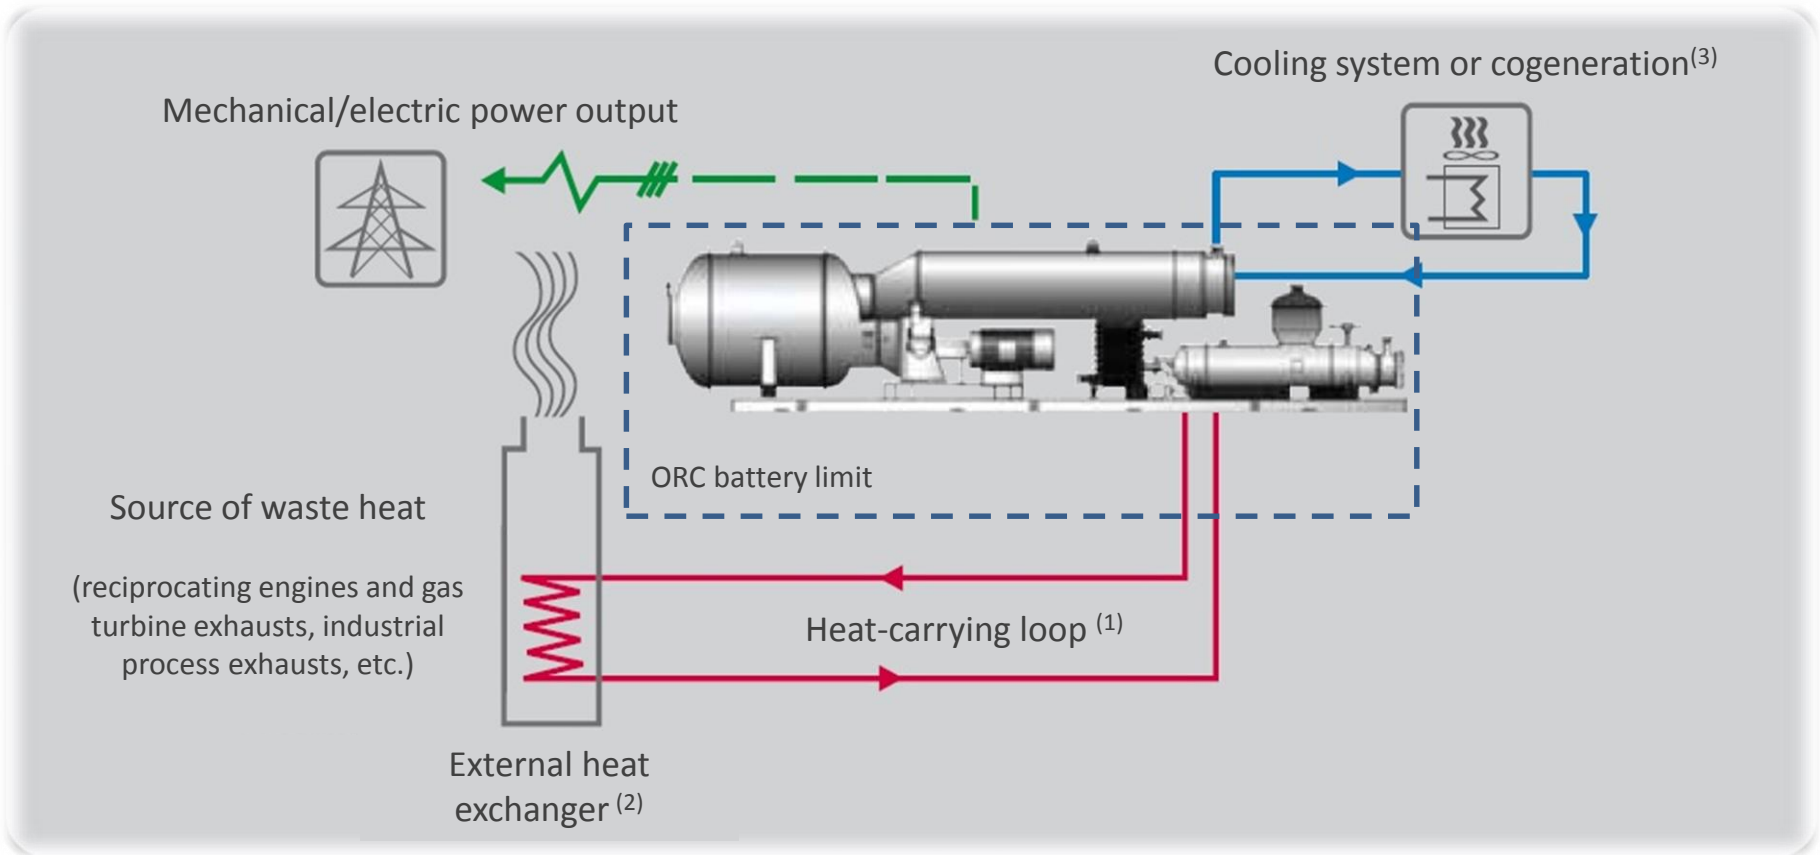 Cooling system or cogeneration(3)
Mechanical/electric power output
ORC battery limit
Source of waste heat
(reciprocating engines and gas
turbine exhausts, industrial
process exhausts, etc.)
Heat-carrying loop (1)
External heat
exchanger (2)